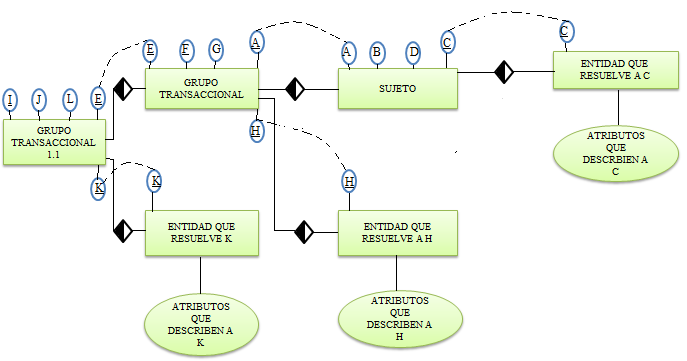 C
E
F
G
A
A
B
D
C
ENTIDAD QUE
RESUELVE A C
GRUPO
TRANSACCIONAL
SUJETO
I
J
L
E
GRUPO
TRANSACCIONAL
1.1
H
ATRIBUTOS
QUE
DESCRBIEN A
C
K
K
H
ENTIDAD QUE
RESUELVE K
ENTIDAD QUE
RESUELVE A H
ATRIBUTOS
QUE
DESCRIBEN A
K
ATRIBUTOS
QUE
DESCRIBEN A
H